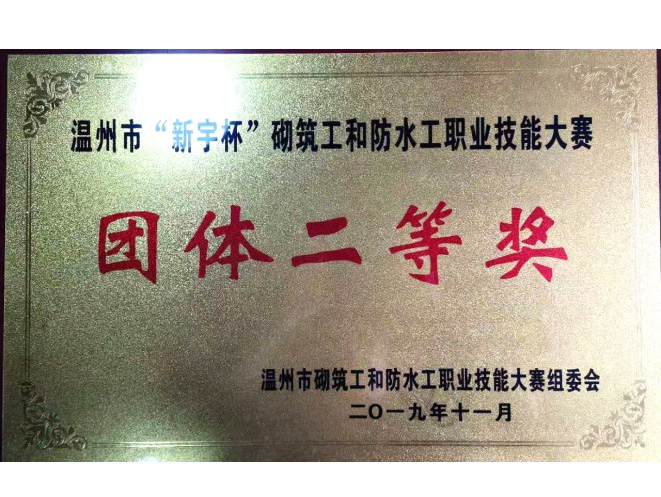 温州市“新宇杯”砌筑工和防水工职业技能大赛
团体二等奖
温州市砌筑工和防水工职业技能大赛组委会
二〇一九年十一月